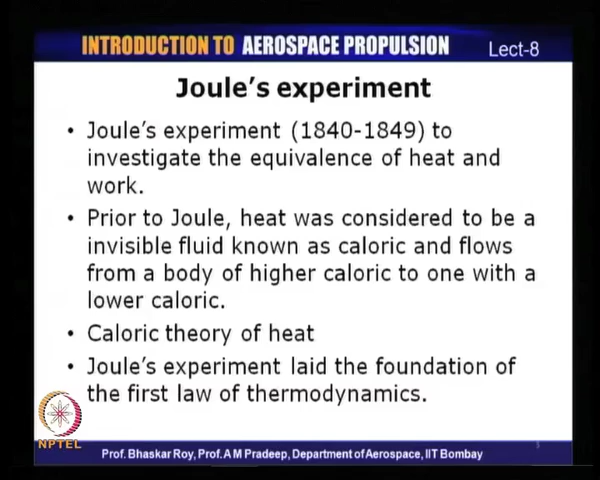 INTRODUCTION TO AEROSPACE PROPULSION
Lect-8
Joule's experiment
• Joule's experiment (1840-1849) to
investigate the equivalence of heat and
work.
• Prior to Joule, heat was considered to be a
invisible fluid known as caloric and flows
from a body of higher caloric to one with a
lower caloric.
• Caloric theory of heat
• Joule's experiment laid the foundation of
the first law of thermodynamics.
NPTEL
Prof. Bhaskar Roy, Prof. A M Pradeep, Department of Aerospace, IIT Bombay
5